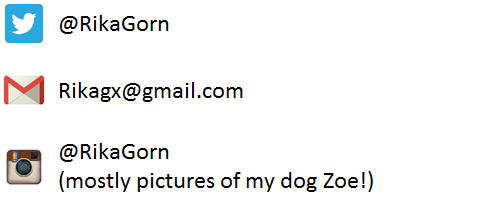 @RikaGorn
Rikagx@gmail.com
@RikaGorn
(mostly pictures of my dog Zoe!)